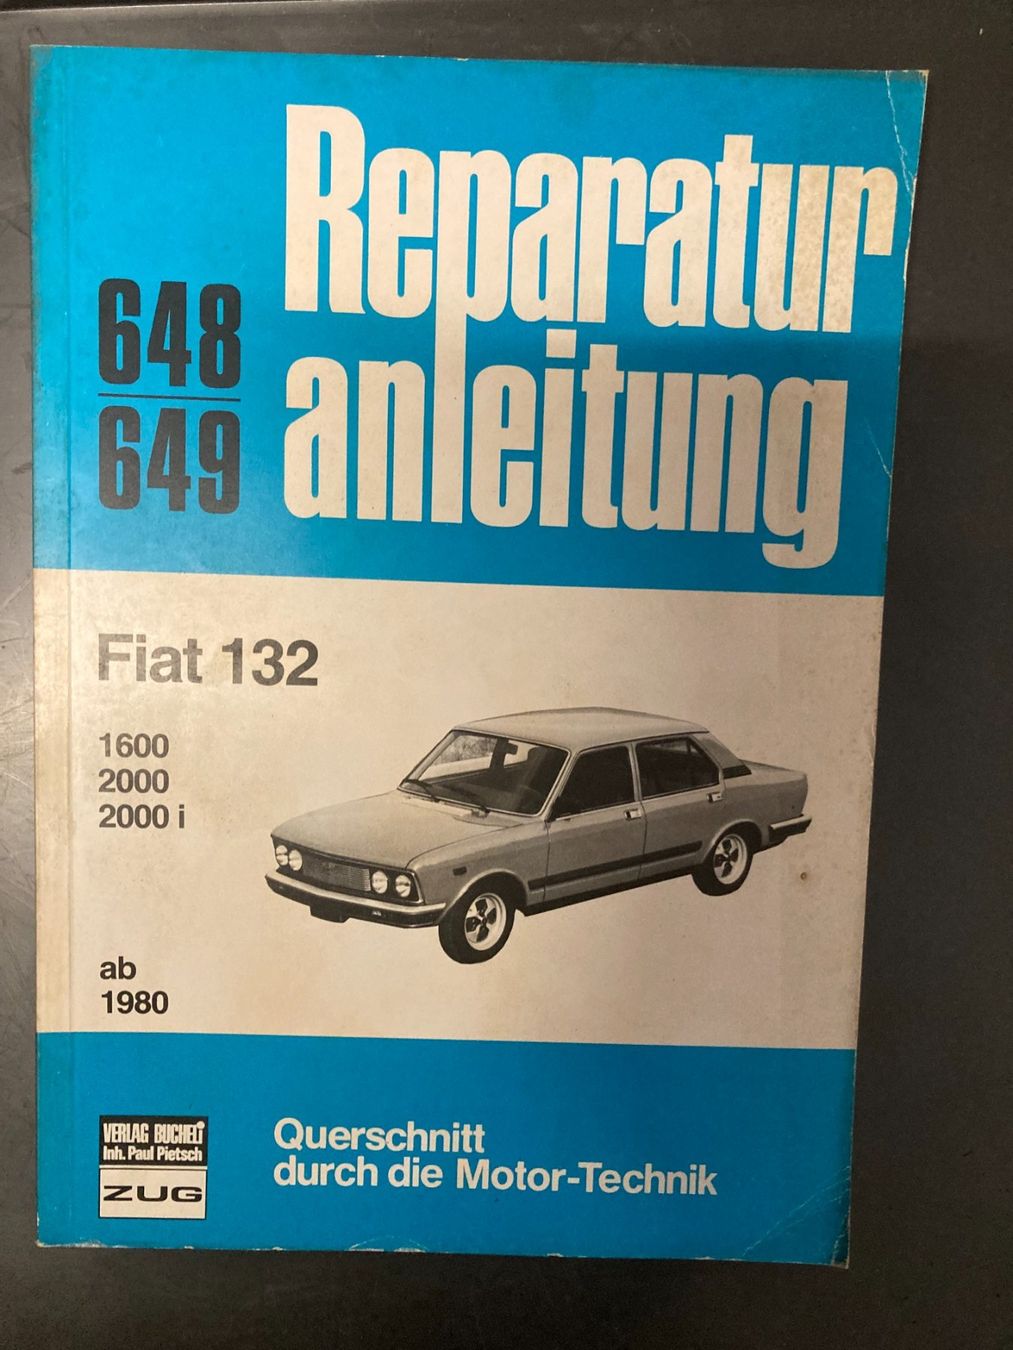 Reparatur
anleitung
648
649
Fiat 132
1600
2000
2000 i
ab
1980
VERLAG BUCHELI
Inh. Paul Pietsch
ZUG
Querschnitt
durch die Motor-Technik